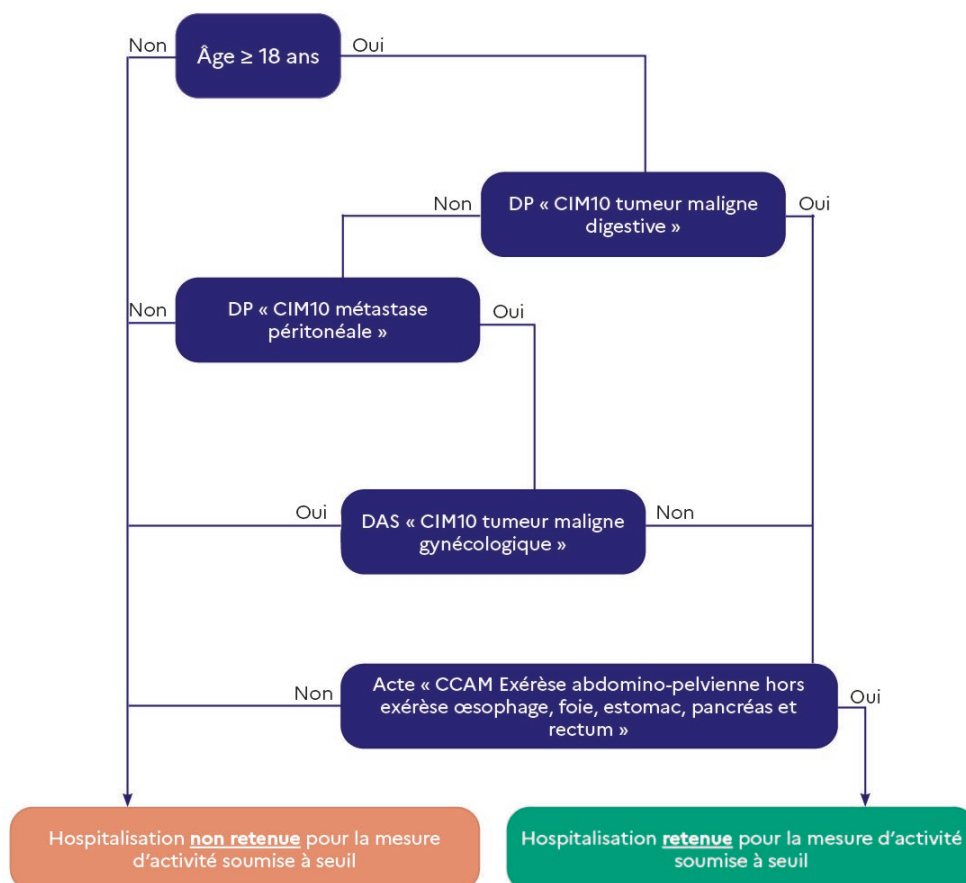 Non
Âge ≥ 18 ans
Oui
Non
DP « CIM10 tumeur maligne
digestive »
Oui
Non
DP « CIM10 métastase
péritonéale »
Oui
Oui
DAS « CIM10 tumeur maligne
gynécologique »
Non
Non
Acte « CCAM Exérèse abdomino-pelvienne hors
exérèse œsophage, foie, estomac, pancréas et
rectum »
Oui
Hospitalisation non retenue pour la mesure
d’activité soumise à seuil
Hospitalisation retenue pour la mesure d’activité
soumise à seuil